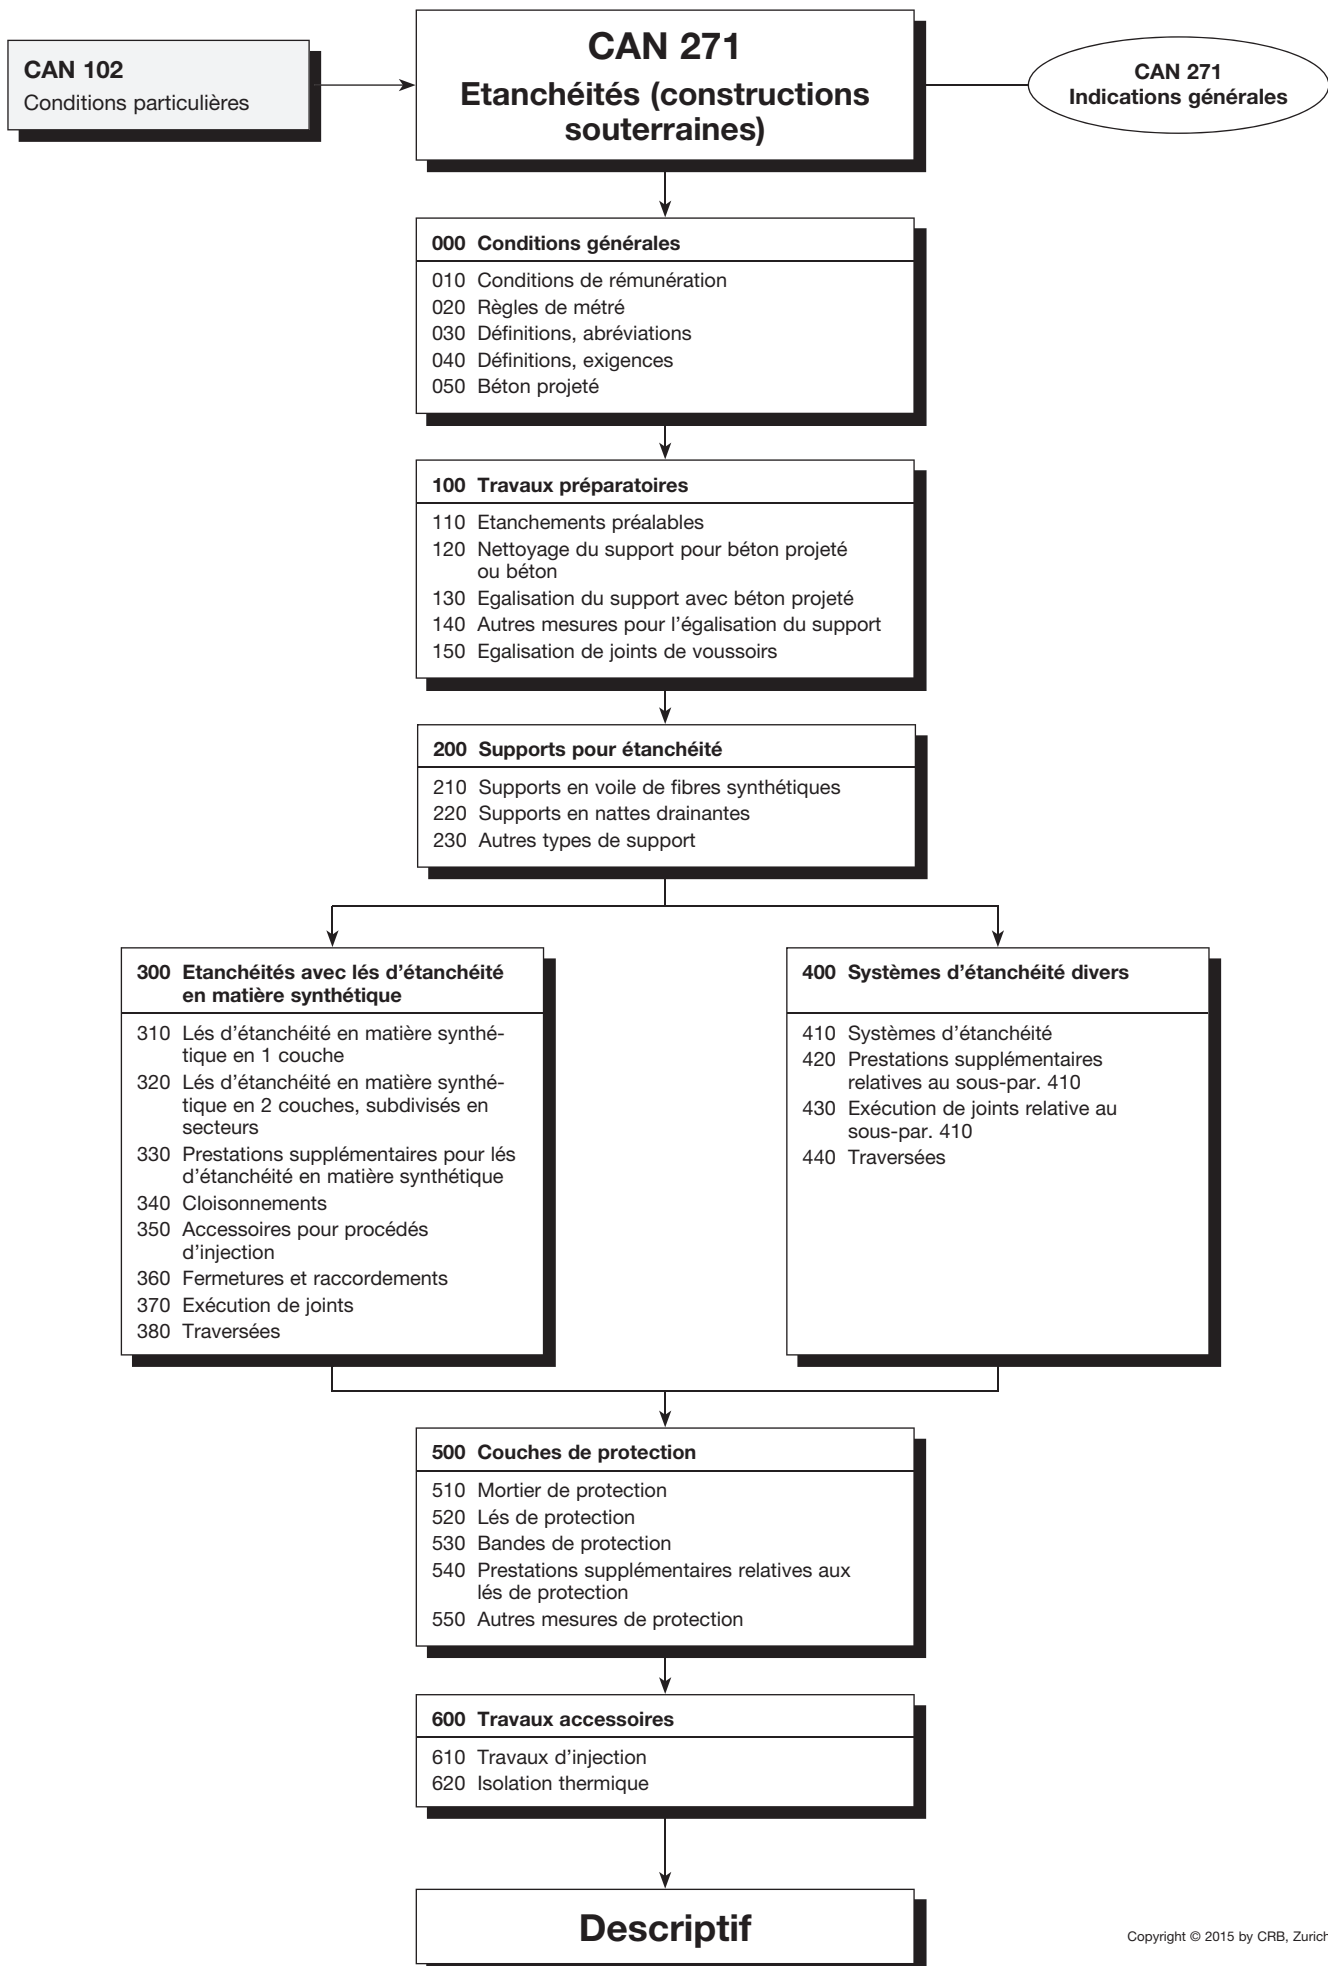 CAN 102
Conditions particulières
CAN 271
Etanchéités (constructions
souterraines)
CAN 271
Indications générales
000 Conditions générales
010 Conditions de rémunération
020 Règles de métré
030 Définitions, abréviations
040 Définitions, exigences
050 Béton projeté
100 Travaux préparatoires
110 Etanchements préalables
120 Nettoyage du support pour béton projeté
ou béton
130 Egalisation du support avec béton projeté
140 Autres mesures pour l'égalisation du support
150 Egalisation de joints de voussoirs
200 Supports pour étanchéité
210 Supports en voile de fibres synthétiques
220 Supports en nattes drainantes
230 Autres types de support
300 Etanchéités avec lés d'étanchéité
en matière synthétique
310 Lés d'étanchéité en matière synthé-
tique en 1 couche
320 Lés d'étanchéité en matière synthé-
tique en 2 couches, subdivisés en
secteurs
330 Prestations supplémentaires pour lés
d'étanchéité en matière synthétique
340 Cloisonnements
350 Accessoires pour procédés
d'injection
360 Fermetures et raccordements
370 Exécution de joints
380 Traversées
400 Systèmes d'étanchéité divers
410 Systèmes d'étanchéité
420 Prestations supplémentaires
relatives au sous-par. 410
430 Exécution de joints relative au
sous-par. 410
440 Traversées
500 Couches de protection
510 Mortier de protection
520 Lés de protection
530 Bandes de protection
540 Prestations supplémentaires relatives aux
lés de protection
550 Autres mesures de protection
600 Travaux accessoires
610 Travaux d'injection
620 Isolation thermique
Descriptif
Copyright © 2015 by CRB, Zurich